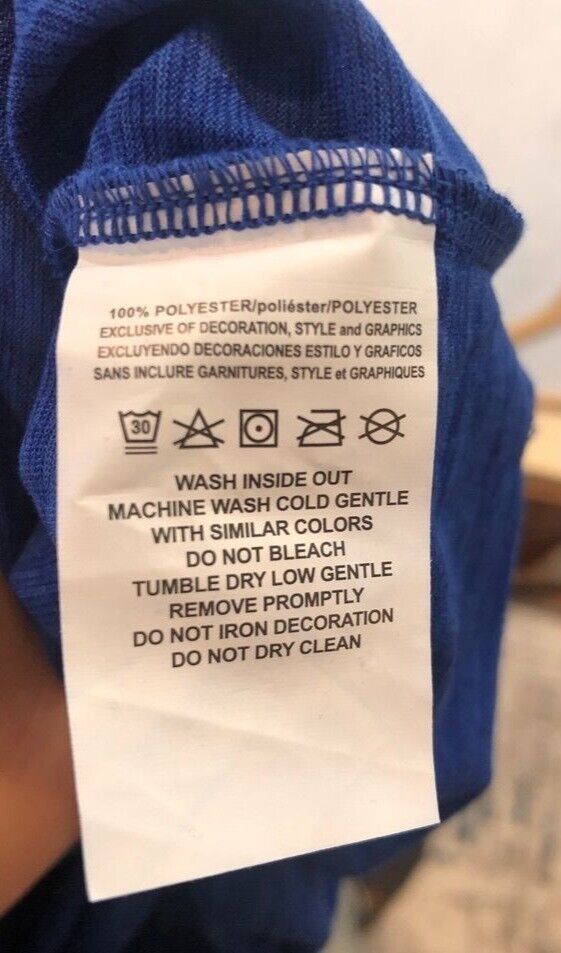 100% POLYESTER/poliéster/POLYESTER
EXCLUSIVE OF DECORATION, STYLE and GRAPHICS
EXCLUYENDO DECORACIONES ESTILO Y GRAFICOS
SANS INCLURE GARNITURES, STYLE et GRAPHIQUES
30
WASH INSIDE OUT
MACHINE WASH COLD GENTLE
WITH SIMILAR COLORS
DO NOT BLEACH
TUMBLE DRY LOW GENTLE
REMOVE PROMPTLY
DO NOT IRON DECORATION
DO NOT DRY CLEAN